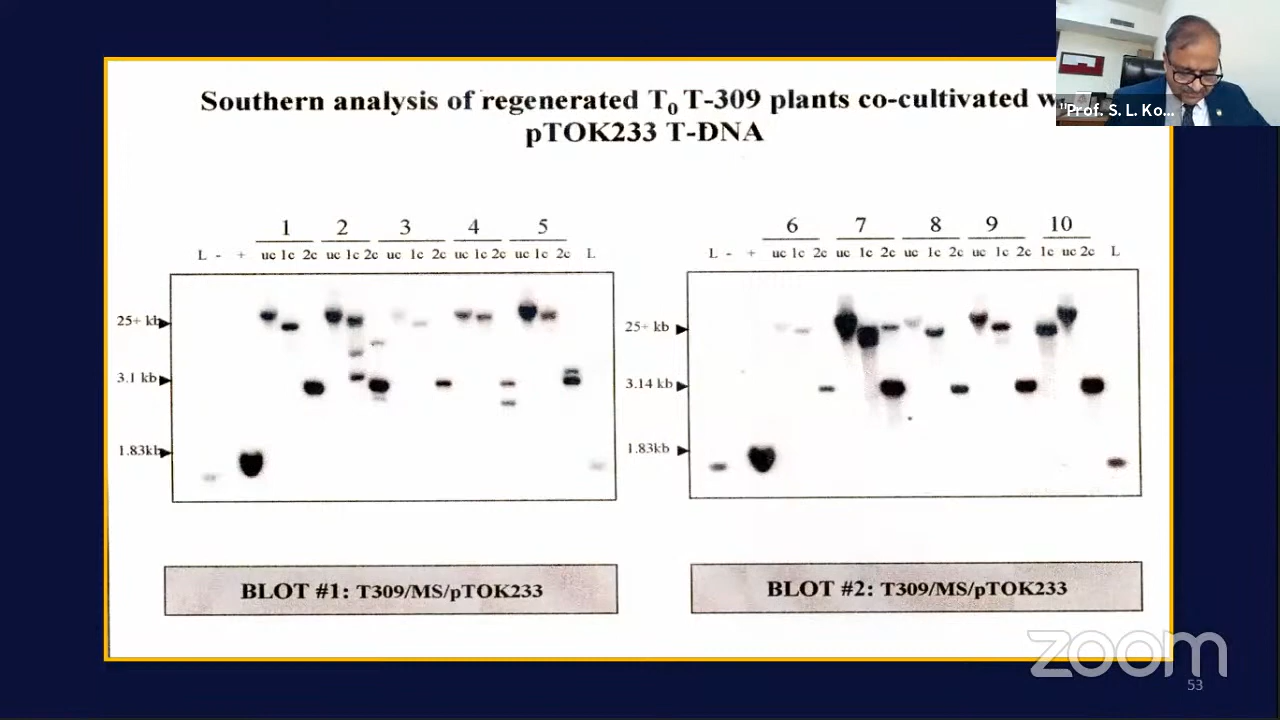 Southern analysis of regenerated T0 T-309 plants co-cultivated
pTOK233 T-DNA
"Prof. S. L. Ko...
1 2 3 4 5
L - + uc 1c 2c uc 1c 2c uc 1c 2c uc 1c 2c uc 1c 2c L
25+ kb
3.1 kb
1.83kb
BLOT #1: T309/MS/pTOK233
6 7 8 9 10
L - + uc 1c 2c uc 1c 2c uc 1c 2c uc 1c 2c 1c uc 2c L
25+ kb
3.14 kb
1.83kb
BLOT #2: T309/MS/pTOK233
zoom
53